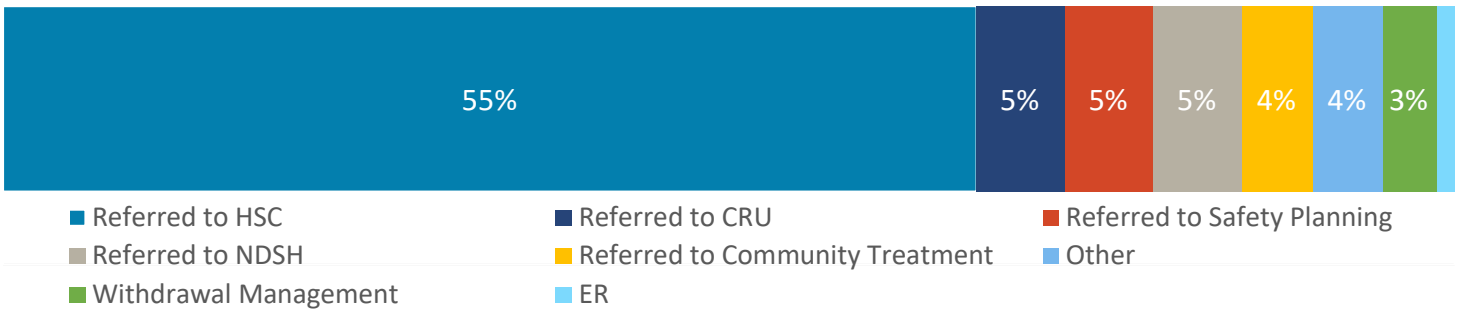 55% 5% 5% 5% 4% 4% 3%
Referred to HSC Referred to CRU Referred to Safety Planning
Referred to NDSH Referred to Community Treatment Other
Withdrawal Management ER